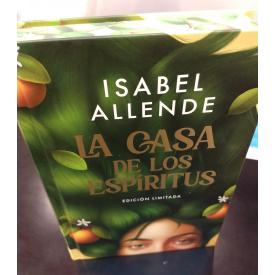 ISABEL
ALLENDE
LA CASA
DE LOS
ESPÍRITUS
EDICIÓN LIMITADA